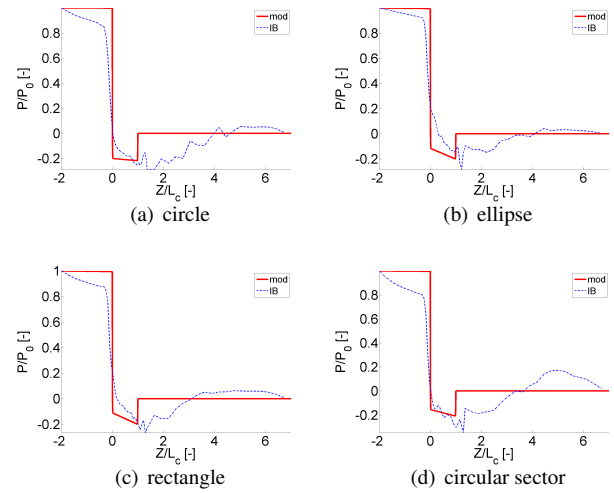 mod
IB
0.8
0.6
0.4
0.2
0
-0.2
P/P0 [-]
-2 0 2 4 6
Z/Lc [-]
(a) circle
mod
IB
0.8
0.6
0.4
0.2
0
-0.2
P/P0 [-]
-2 0 2 4 6
Z/Lc [-]
(b) ellipse
mod
IB
1
0.8
0.6
0.4
0.2
0
-0.2
P/P0 [-]
-2 0 2 4 6
Z/Lc [-]
(c) rectangle
mod
IB
0.8
0.6
0.4
0.2
0
-0.2
P/P0 [-]
-2 0 2 4 6
Z/Lc [-]
(d) circular sector